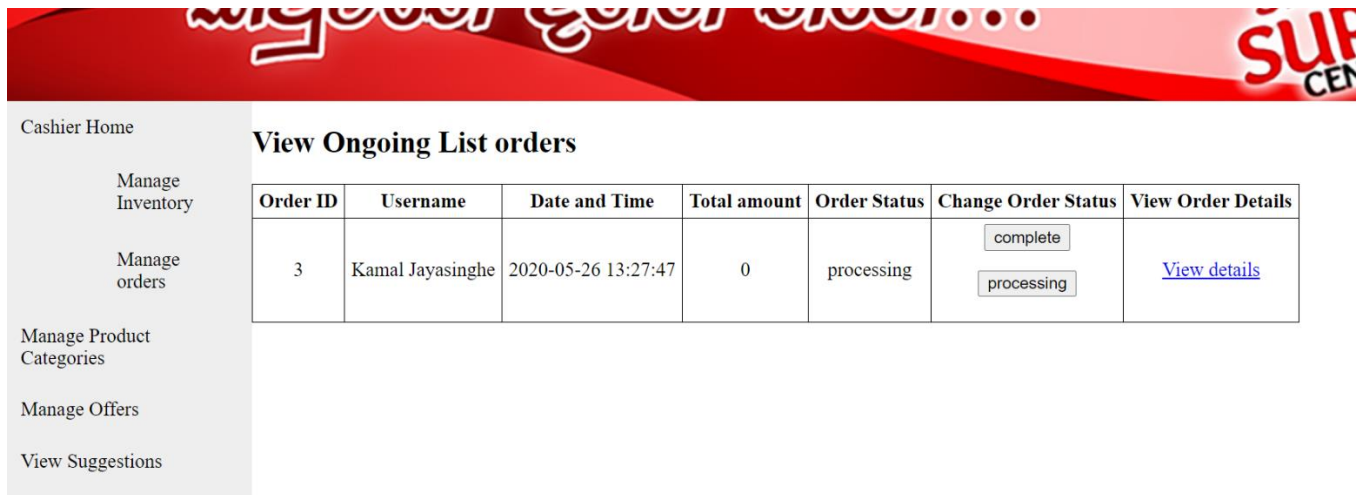 Cashier Home
Manage
Inventory
Manage
orders
Manage Product
Categories
Manage Offers
View Suggestions
View Ongoing List orders
Order ID Username Date and Time Total amount Order Status Change Order Status View Order Details
3 Kamal Jayasinghe 2020-05-26 13:27:47 0 processing complete View details
processing